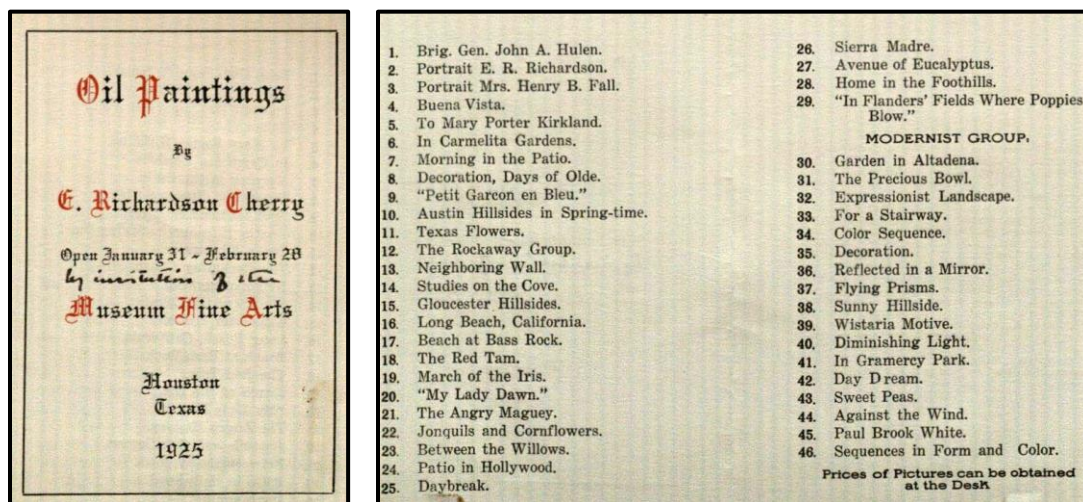 Oil Paintings
By
E. Richardson Cherry
Open January 31 - February 28
by invitation of the
Museum Fine Arts
Houston
Texas
1925
1. Brig. Gen. John A. Hulen.
2. Portrait E. R. Richardson.
3. Portrait Mrs. Henry B. Fall.
4. Buena Vista.
5. To Mary Porter Kirkland.
6. In Carmelita Gardens.
7. Morning in the Patio.
8. Decoration, Days of Olde.
9. "Petit Garcon en Bleu."
10. Austin Hillsides in Spring-time.
11. Texas Flowers.
12. The Rockaway Group.
13. Neighboring Wall.
14. Studies on the Cove.
15. Gloucester Hillsides.
16. Long Beach, California.
17. Beach at Bass Rock.
18. The Red Tam.
19. March of the Iris.
20. "My Lady Dawn."
21. The Angry Maguey.
22. Jonquils and Cornflowers.
23. Between the Willows.
24. Patio in Hollywood.
25. Daybreak.
26. Sierra Madre.
27. Avenue of Eucalyptus.
28. Home in the Foothills.
29. "In Flanders' Fields Where Poppies
Blow."
MODERNIST GROUP.
30. Garden in Altadena.
31. The Precious Bowl.
32. Expressionist Landscape.
33. For a Stairway.
34. Color Sequence.
35. Decoration.
36. Reflected in a Mirror.
37. Flying Prisms.
38. Sunny Hillside.
39. Wistaria Motive.
40. Diminishing Light.
41. In Gramercy Park.
42. Day Dream.
43. Sweet Peas.
44. Against the Wind.
45. Paul Brook White.
46. Sequences in Form and Color.
Prices of Pictures can be obtained
at the Desk